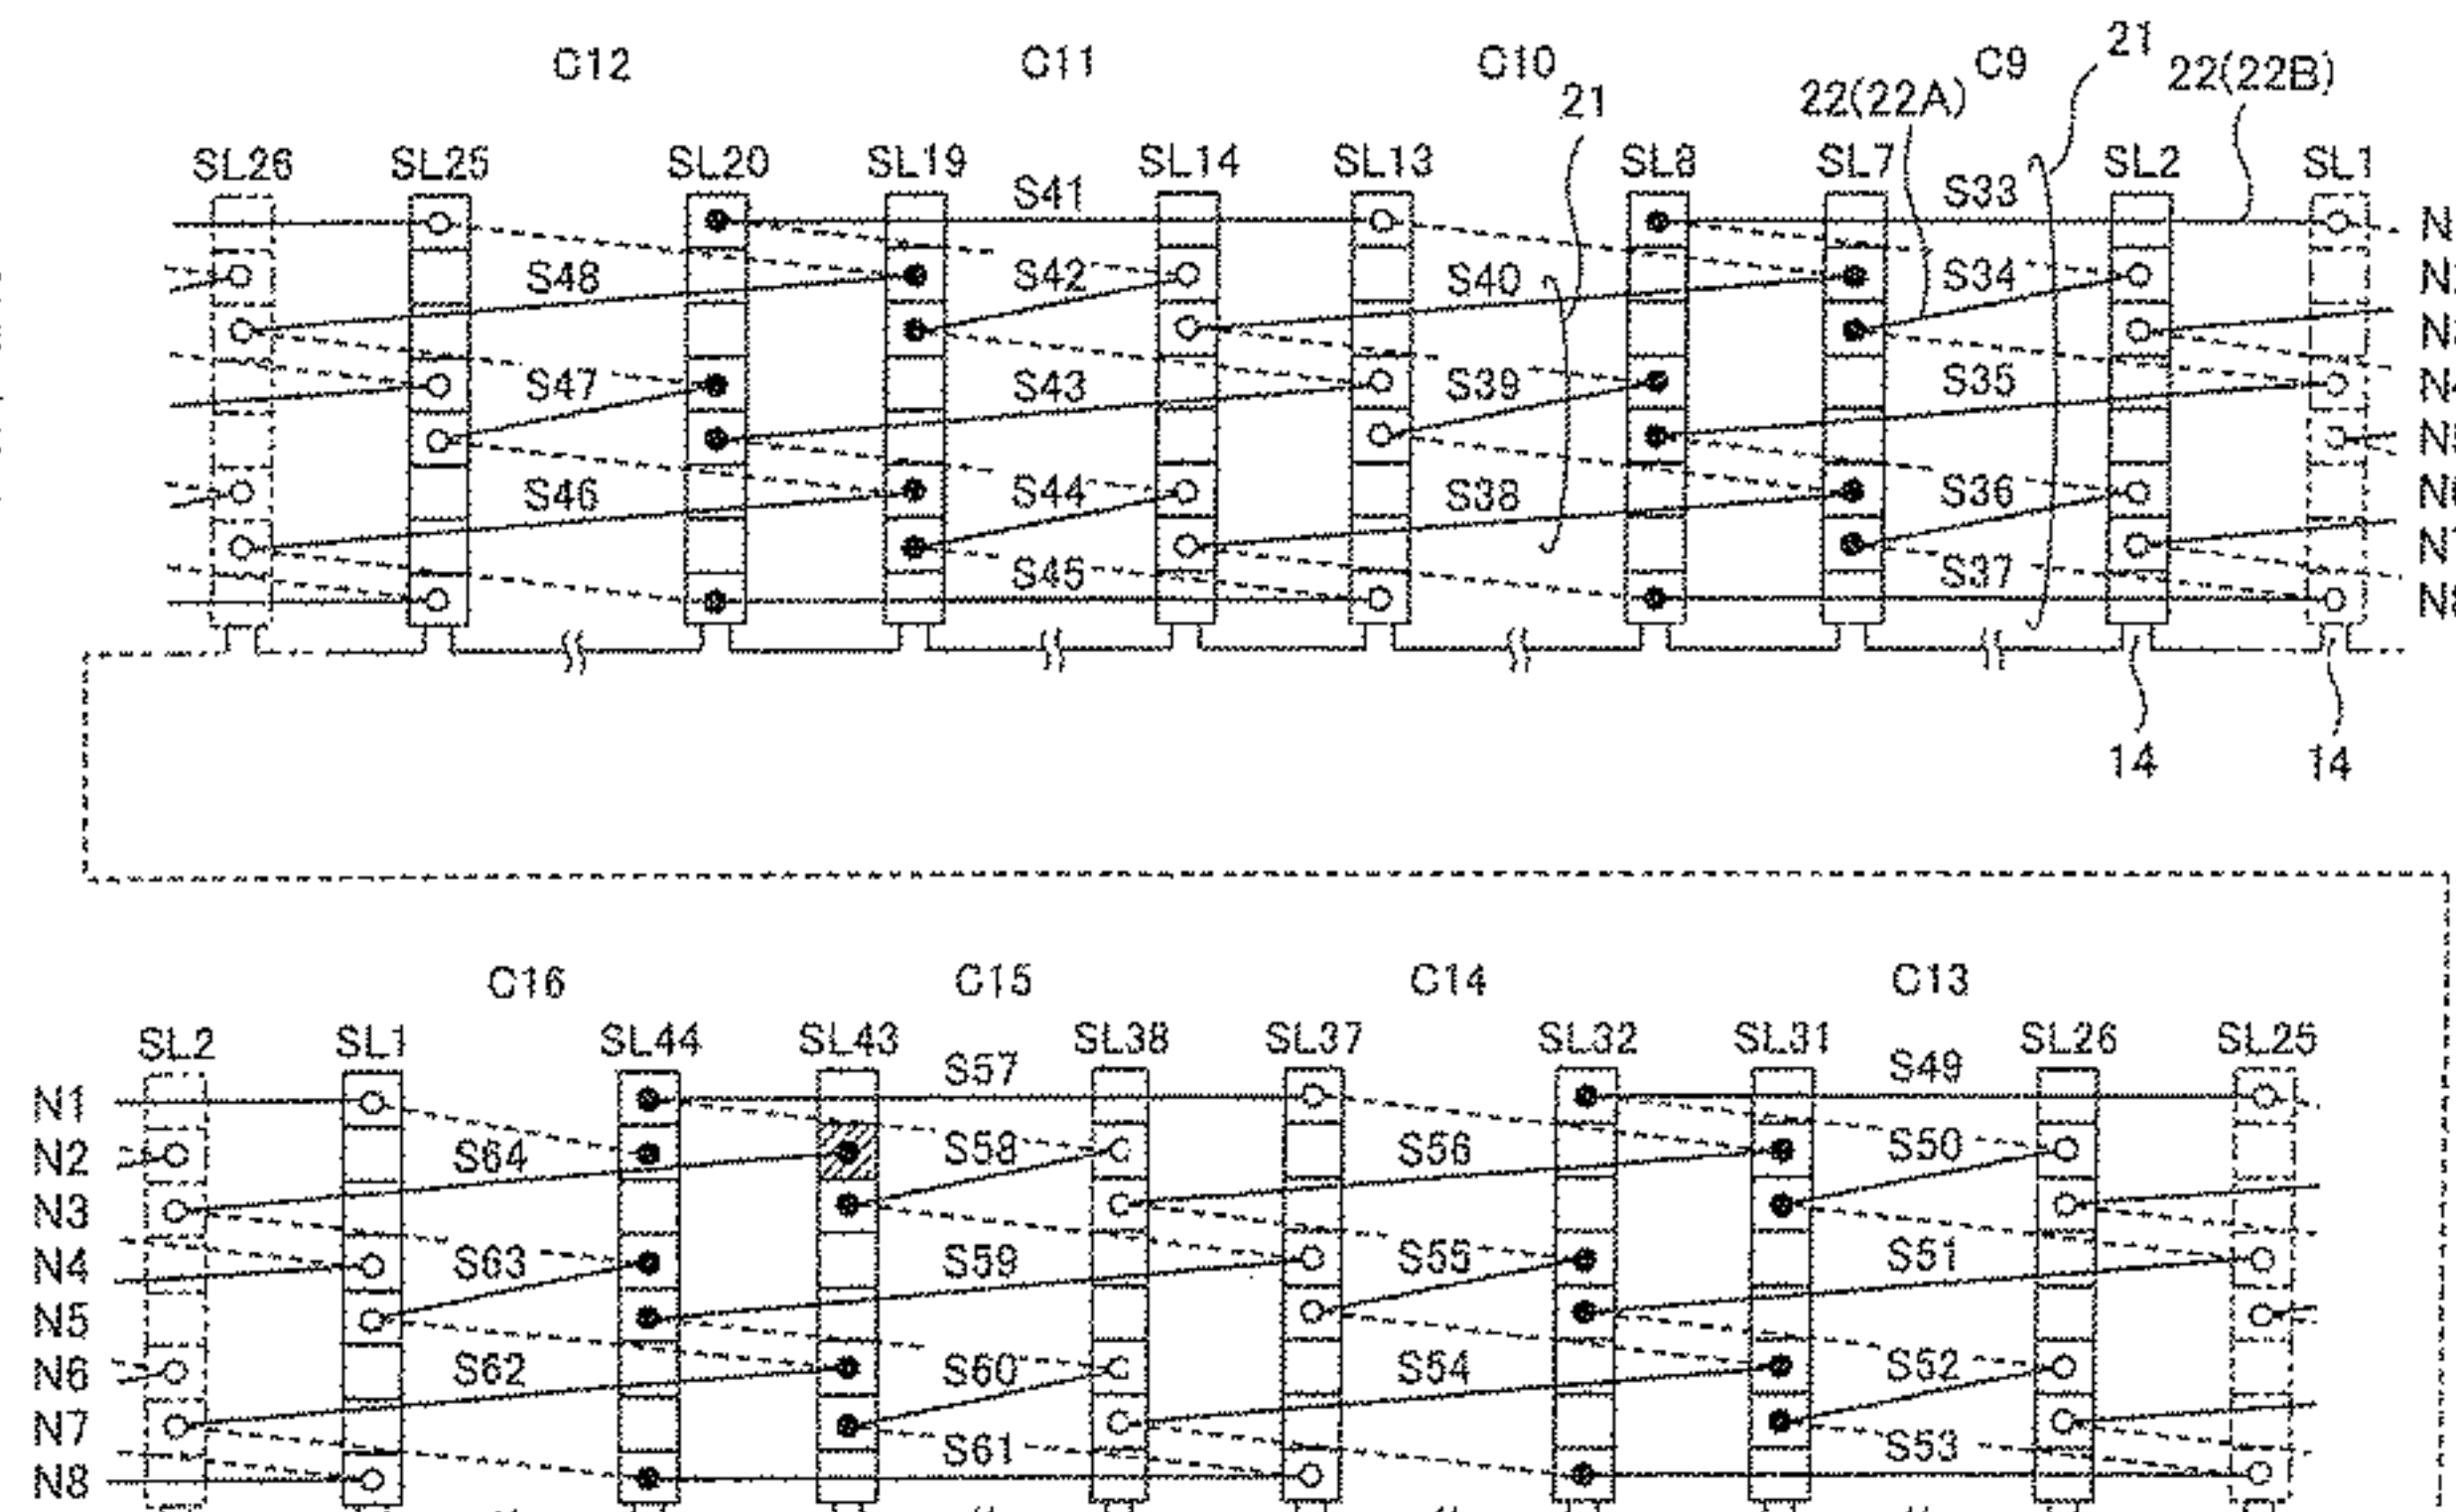 C12 C11 C10 C9 21
21 22(22A) 22(22B)
SL26 SL25 SL20 SL19 SL14 SL13 SL8 SL7 SL2 SL1
S41 S33
S48 S42 S40 S34
S47 S43 S39 S35
S46 S44 S38 S36
S45 S37
14 14
C16 C15 C14 C13
SL2 SL1 SL44 SL43 SL38 SL37 SL32 SL31 SL26 SL25
S57 S49
N1
N2 S64 S58 S56 S50
N3
N4 S63 S59 S55 S51
N5
N6 S62 S60 S54 S52
N7
S61 S53
N8